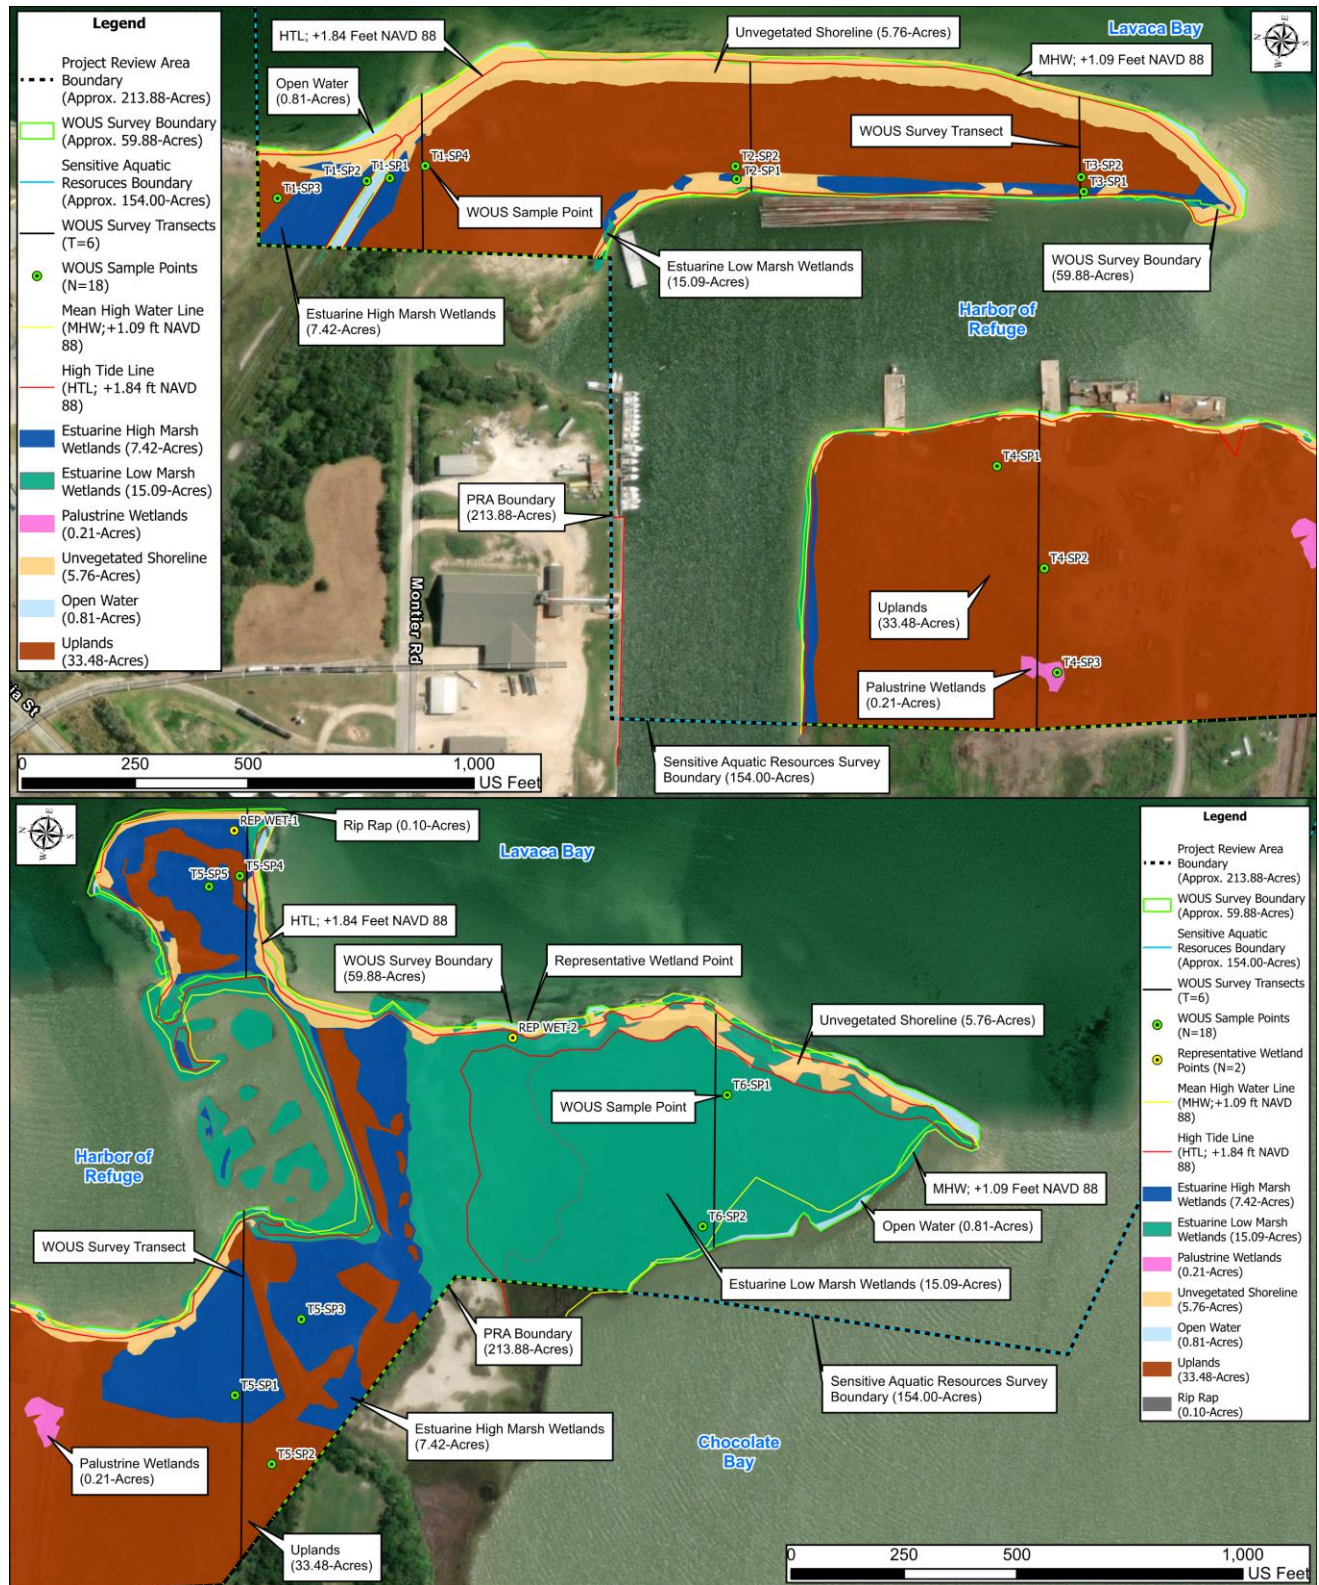 Legend
Project Review Area
Boundary
(Approx. 213.88-Acres)
WOUS Survey Boundary
(Approx. 59.88-Acres)
Sensitive Aquatic
Resoruces Boundary
(Approx. 154.00-Acres)
WOUS Survey Transects
(T=6)
WOUS Sample Points
(N=18)
Mean High Water Line
(MHW;+1.09 ft NAVD
88)
High Tide Line
(HTL; +1.84 ft NAVD
88)
Estuarine High Marsh
Wetlands (7.42-Acres)
Estuarine Low Marsh
Wetlands (15.09-Acres)
Palustrine Wetlands
(0.21-Acres)
Unvegetated Shoreline
(5.76-Acres)
Open Water
(0.81-Acres)
Uplands
(33.48-Acres)
HTL; +1.84 Feet NAVD 88
Unvegetated Shoreline (5.76-Acres)
Lavaca Bay
MHW; +1.09 Feet NAVD 88
N
E
S
W
Open Water
(0.81-Acres)
WOUS Survey Transect
T1-SP3
T1-SP2
T1-SP1
T1-SP4
T2-SP2
T2-SP1
T3-SP2
T3-SP1
WOUS Sample Point
Estuarine Low Marsh Wetlands
(15.09-Acres)
WOUS Survey Boundary
(59.88-Acres)
Estuarine High Marsh Wetlands
(7.42-Acres)
Harbor of
Refuge
T4-SP1
PRA Boundary
(213.88-Acres)
T4-SP2
Uplands
(33.48-Acres)
Montier Rd
T4-SP3
Palustrine Wetlands
(0.21-Acres)
ia St
Sensitive Aquatic Resources Survey
Boundary (154.00-Acres)
0 250 500 1,000
US Feet
N
E
S
W
REP WET-1
Rip Rap (0.10-Acres)
Lavaca Bay
T5-SP4
T5-SP5
HTL; +1.84 Feet NAVD 88
WOUS Survey Boundary
(59.88-Acres)
Representative Wetland Point
REP WET-2
Unvegetated Shoreline (5.76-Acres)
T6-SP1
WOUS Sample Point
Harbor of
Refuge
MHW; +1.09 Feet NAVD 88
T6-SP2
Open Water (0.81-Acres)
WOUS Survey Transect
Estuarine Low Marsh Wetlands (15.09-Acres)
T5-SP3
PRA Boundary
(213.88-Acres)
Sensitive Aquatic Resources Survey
Boundary (154.00-Acres)
T5-SP1
Estuarine High Marsh Wetlands
(7.42-Acres)
Chocolate
Bay
Palustrine Wetlands
(0.21-Acres)
T5-SP2
Uplands
(33.48-Acres)
Legend
Project Review Area
Boundary
(Approx. 213.88-Acres)
WOUS Survey Boundary
(Approx. 59.88-Acres)
Sensitive Aquatic
Resoruces Boundary
(Approx. 154.00-Acres)
WOUS Survey Transects
(T=6)
WOUS Sample Points
(N=18)
Representative Wetland
Points (N=2)
Mean High Water Line
(MHW;+1.09 ft NAVD
88)
High Tide Line
(HTL; +1.84 ft NAVD
88)
Estuarine High Marsh
Wetlands (7.42-Acres)
Estuarine Low Marsh
Wetlands (15.09-Acres)
Palustrine Wetlands
(0.21-Acres)
Unvegetated Shoreline
(5.76-Acres)
Open Water
(0.81-Acres)
Uplands
(33.48-Acres)
Rip Rap
(0.10-Acres)
0 250 500 1,000
US Feet